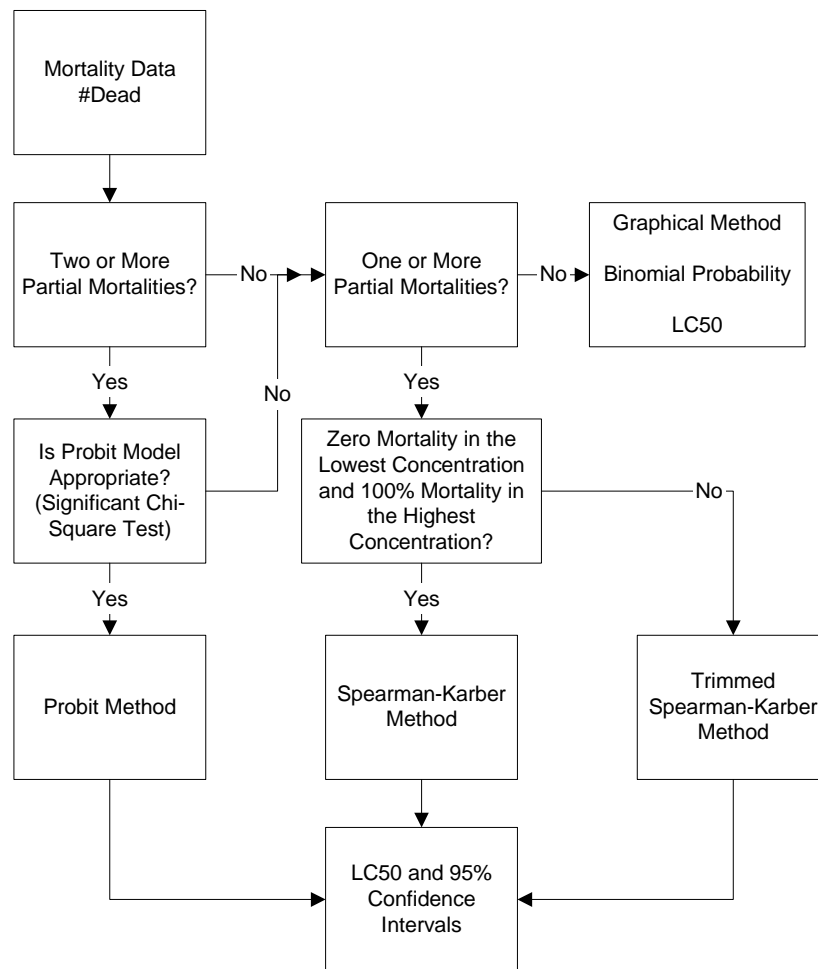 Mortality Data
#Dead
Two or More
Partial Mortalities?
No
One or More
Partial Mortalities?
No
Graphical Method
Binomial Probability
LC50
Yes
No
Yes
Is Probit Model
Appropriate?
(Significant Chi-
Square Test)
Zero Mortality in the
Lowest Concentration
and 100% Mortality in
the Highest
Concentration?
No
Yes
Yes
Probit Method
Spearman-Karber
Method
Trimmed
Spearman-Karber
Method
LC50 and 95%
Confidence
Intervals